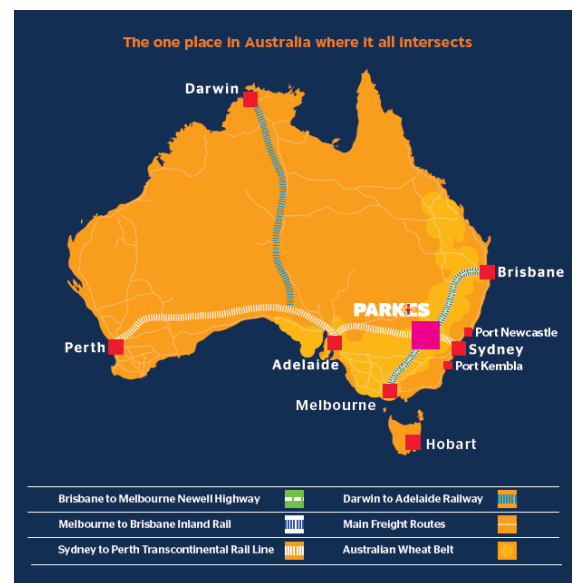 The one place in Australia where it all intersects
Darwin
Brisbane
PARKES
Port Newcastle
Perth
Sydney
Adelaide
Port Kembla
Melbourne
Hobart
Brisbane to Melbourne Newell Highway
Darwin to Adelaide Railway
Melbourne to Brisbane Inland Rail
Main Freight Routes
Sydney to Perth Transcontinental Rail Line
Australian Wheat Belt